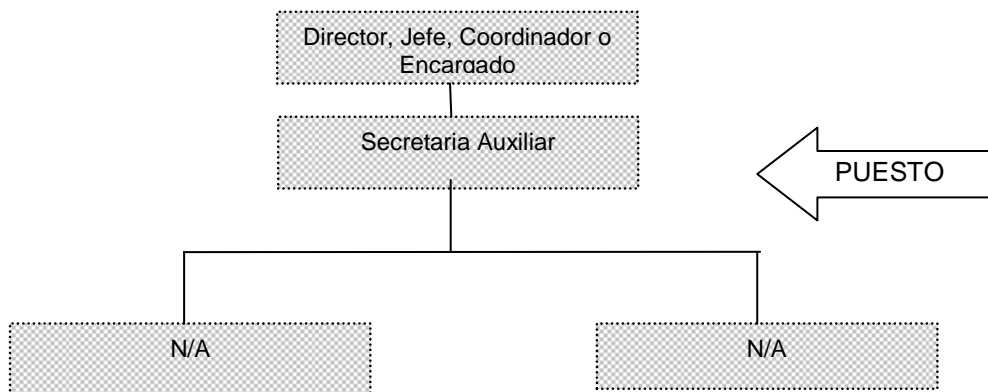 Director, Jefe, Coordinador o
Encargado
Secretaria Auxiliar
PUESTO
N/A
N/A